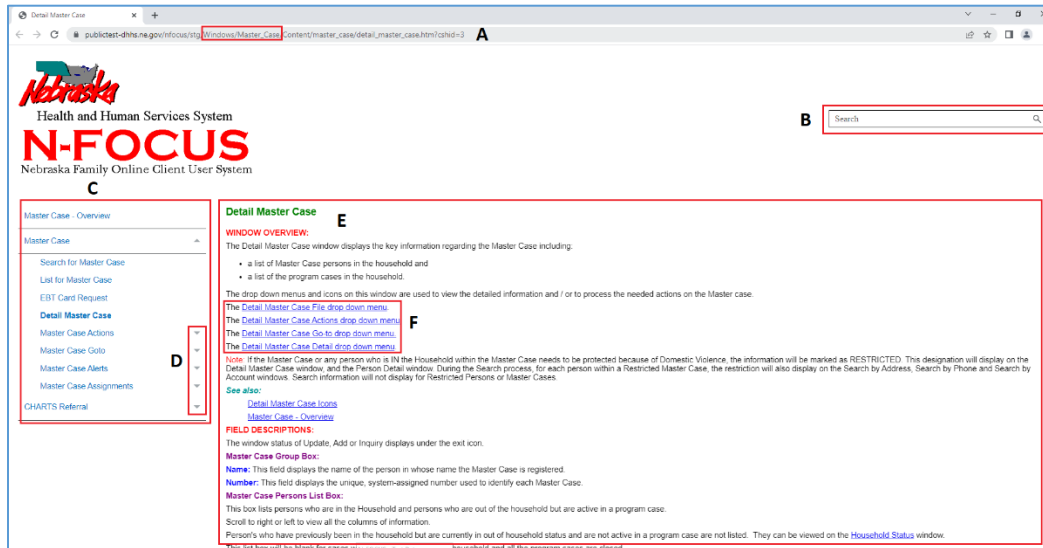 Detail Master Case
publictest-dhhs.ne.gov/nfocus/stg/Windows/Master_Case/Content/master_case/detail_master_case.htm?cshid=3
A
Nebraska
Health and Human Services System
N-FOCUS
Nebraska Family Online Client User System
B
Search
C
Master Case - Overview
Master Case
Search for Master Case
List for Master Case
EBT Card Request
Detail Master Case
Master Case Actions
Master Case Goto
Master Case Alerts
Master Case Assignments
CHARTS Referral
D
Detail Master Case
E
WINDOW OVERVIEW:
The Detail Master Case window displays the key information regarding the Master Case including:
• a list of Master Case persons in the household and
• a list of the program cases in the household.
The drop down menus and icons on this window are used to view the detailed information and / or to process the needed actions on the Master case.
The Detail Master Case File drop down menu.
The Detail Master Case Actions drop down menu
The Detail Master Case Go-to drop down menu.
The Detail Master Case Detail drop down menu.
F
Note: If the Master Case or any person who is IN the Household within the Master Case needs to be protected because of Domestic Violence, the information will be marked as RESTRICTED. This designation will display on the
Detail Master Case window, and the Person Detail window. During the Search process, for each person within a Restricted Master Case, the restriction will also display on the Search by Address, Search by Phone and Search by
Account windows. Search information will not display for Restricted Persons or Master Cases.
See also:
Detail Master Case Icons
Master Case - Overview
FIELD DESCRIPTIONS:
The window status of Update, Add or Inquiry displays under the exit icon.
Master Case Group Box:
Name: This field displays the name of the person in whose name the Master Case is registered.
Number: This field displays the unique, system-assigned number used to identify each Master Case.
Master Case Persons List Box:
This box lists persons who are in the Household and persons who are out of the household but are active in a program case.
Scroll to right or left to view all the columns of information.
Person's who have previously been in the household but are currently in out of household status and are not active in a program case are not listed. They can be viewed on the Household Status window.
This list box will be blank for cases household and all the program cases are closed.